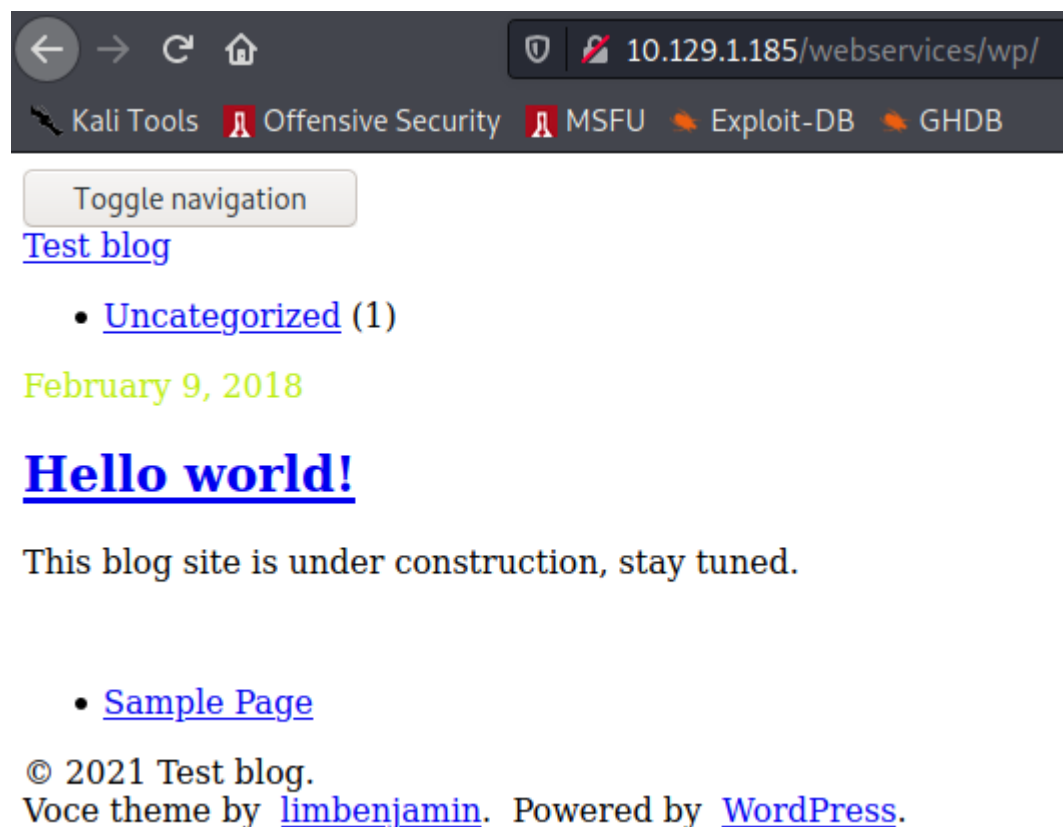 10.129.1.185/webservices/wp/
Kali Tools Offensive Security MSFU Exploit-DB GHDB
Toggle navigation
Test blog
• Uncategorized (1)
February 9, 2018
Hello world!
This blog site is under construction, stay tuned.
• Sample Page
© 2021 Test blog.
Voce theme by limbenjamin. Powered by WordPress.